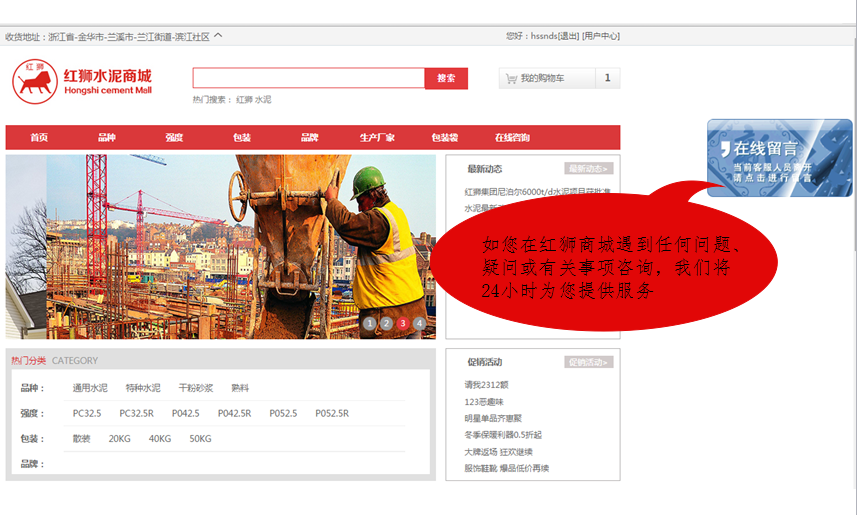 收货地址：浙江省-金华市-兰溪市-兰江街道-滨江社区
您好：hssnds[退出] [用户中心]
红 狮
红狮水泥商城
Hongshi cement Mall
搜 索
热门搜索： 红狮 水泥
我的购物车 1
首页 品种 强度 包装 品牌 生产厂家 包装袋 在线咨询
在线留言
当前客服人员离开
请点击进行留言
最新动态 最新动态>
红狮集团尼泊尔6000t/d水泥项目获批准
水泥最新
如您在红狮商城遇到任何问题、
疑问或有关事项咨询，我们将
24小时为您提供服务
1 2 3 4
热门分类 CATEGORY
品种： 通用水泥 特种水泥 干粉砂浆 熟料
强度： PC32.5 PC32.5R P042.5 P042.5R P052.5 P052.5R
包装： 散装 20KG 40KG 50KG
品牌：
促销活动 促销活动>
请我2312额
123恶趣味
明星单品齐惠聚
冬季保暖利器0.5折起
大牌返场 狂欢继续
服饰鞋靴 爆品低价再续